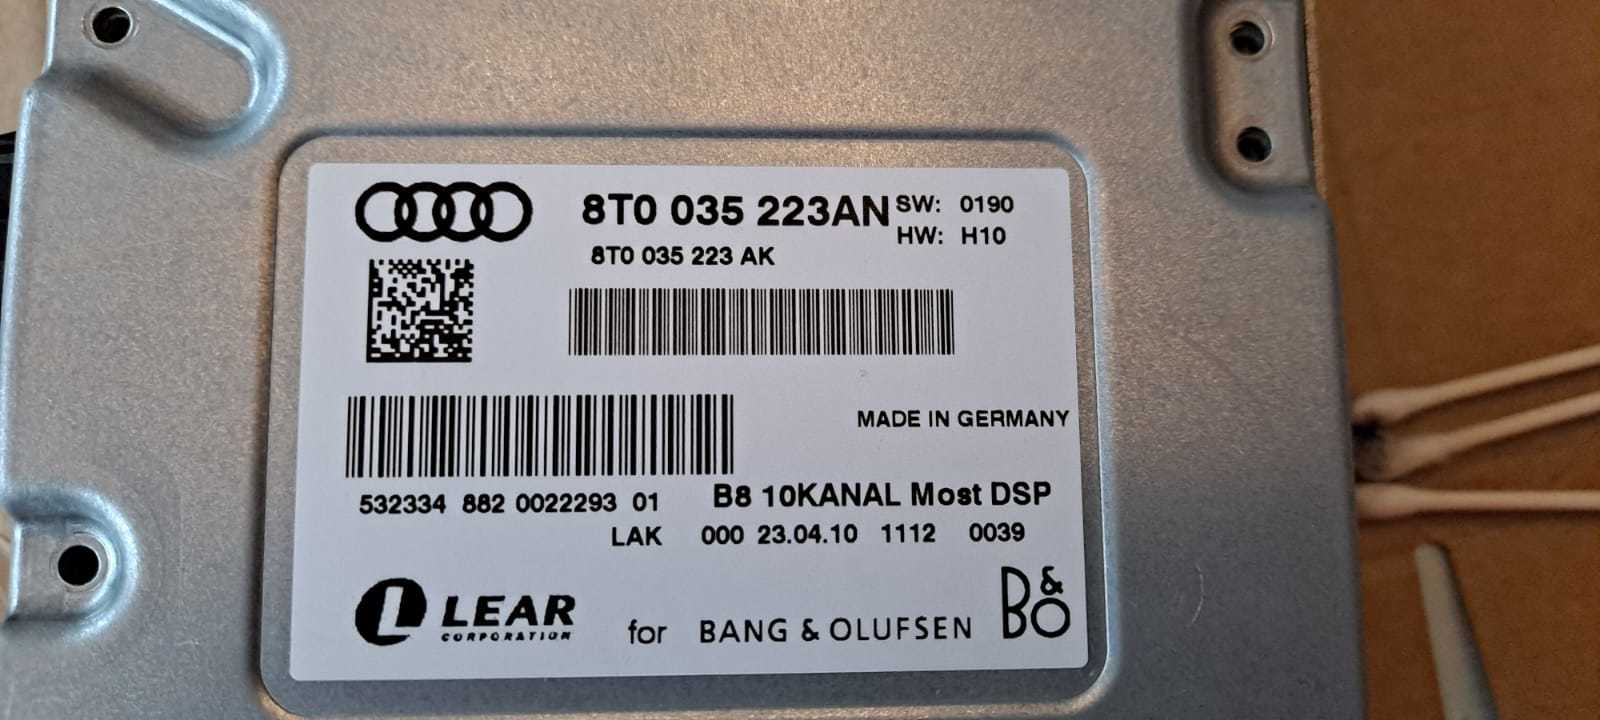 8T0 035 223AN SW: 0190
HW: H10
8T0 035 223 AK
MADE IN GERMANY
532334 882 0022293 01 B8 10KANAL Most DSP
LAK 000 23.04.10 1112 0039
L LEAR
CORPORATION
for BANG & OLUFSEN B&O